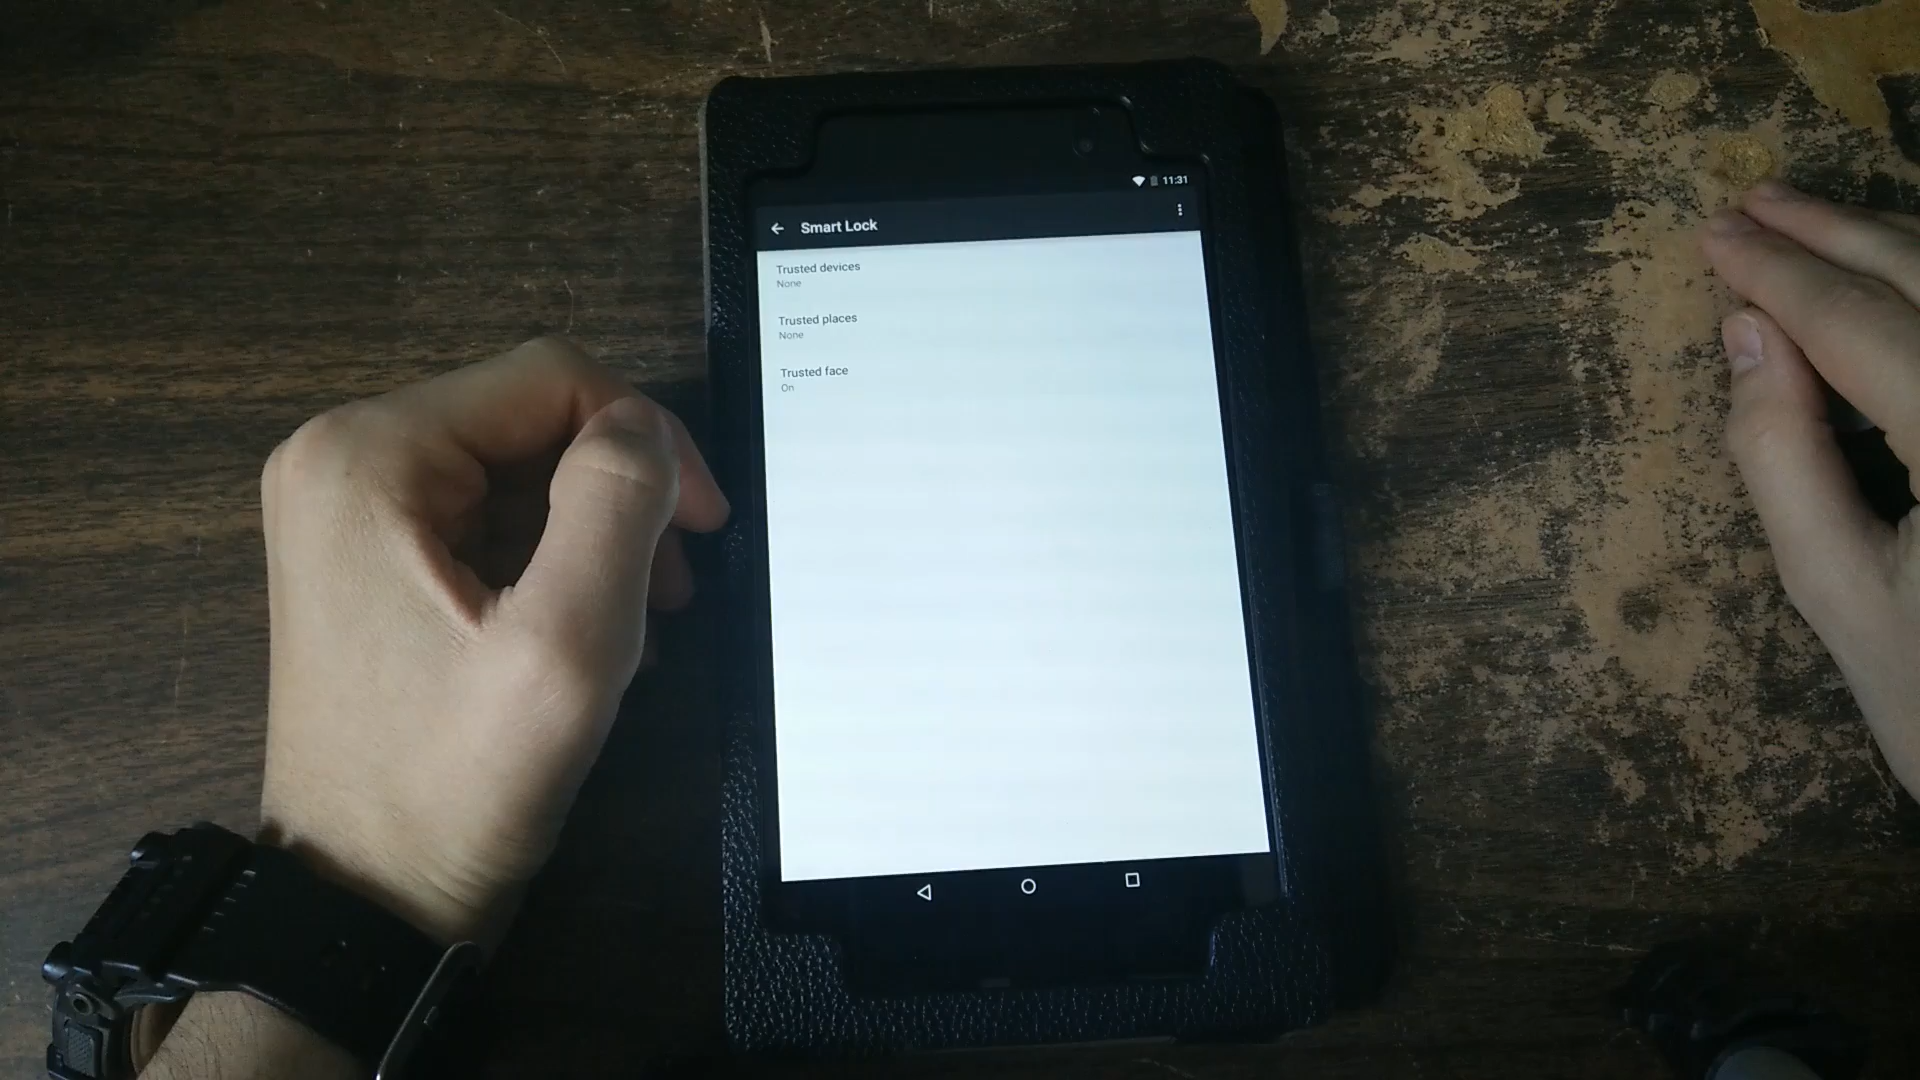 11:31
Smart Lock
Trusted devices
None
Trusted places
None
Trusted face
On